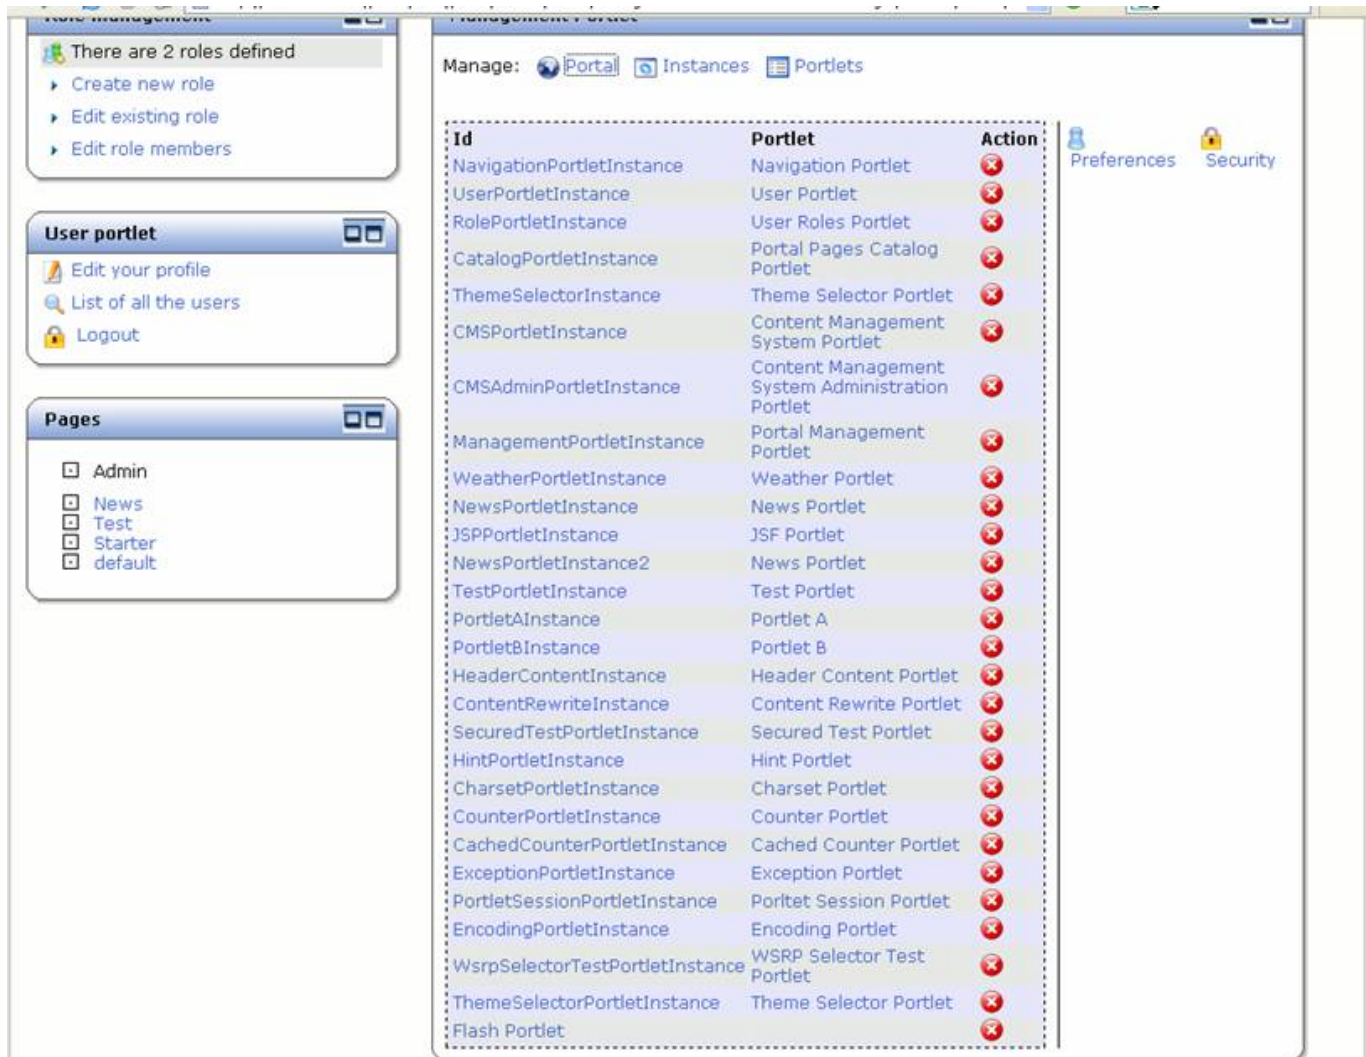 Role management
There are 2 roles defined
Create new role
Edit existing role
Edit role members
User portlet
Edit your profile
List of all the users
Logout
Pages
Admin
News
Test
Starter
default
Management Portlet
Manage: Portal Instances Portlets
Id Portlet Action
NavigationPortletInstance Navigation Portlet
UserPortletInstance User Portlet
RolePortletInstance User Roles Portlet
CatalogPortletInstance Portal Pages Catalog
Portlet
ThemeSelectorInstance Theme Selector Portlet
CMSPortletInstance Content Management
System Portlet
CMSAdminPortletInstance Content Management
System Administration
Portlet
ManagementPortletInstance Portal Management
Portlet
WeatherPortletInstance Weather Portlet
NewsPortletInstance News Portlet
JSPPortletInstance JSF Portlet
NewsPortletInstance2 News Portlet
TestPortletInstance Test Portlet
PortletAInstance Portlet A
PortletBInstance Portlet B
HeaderContentInstance Header Content Portlet
ContentRewriteInstance Content Rewrite Portlet
SecuredTestPortletInstance Secured Test Portlet
HintPortletInstance Hint Portlet
CharsetPortletInstance Charset Portlet
CounterPortletInstance Counter Portlet
CachedCounterPortletInstance Cached Counter Portlet
ExceptionPortletInstance Exception Portlet
PortletSessionPortletInstance Porltet Session Portlet
EncodingPortletInstance Encoding Portlet
WsrpSelectorTestPortletInstance WSRP Selector Test
Portlet
ThemeSelectorPortletInstance Theme Selector Portlet
Flash Portlet
Preferences Security